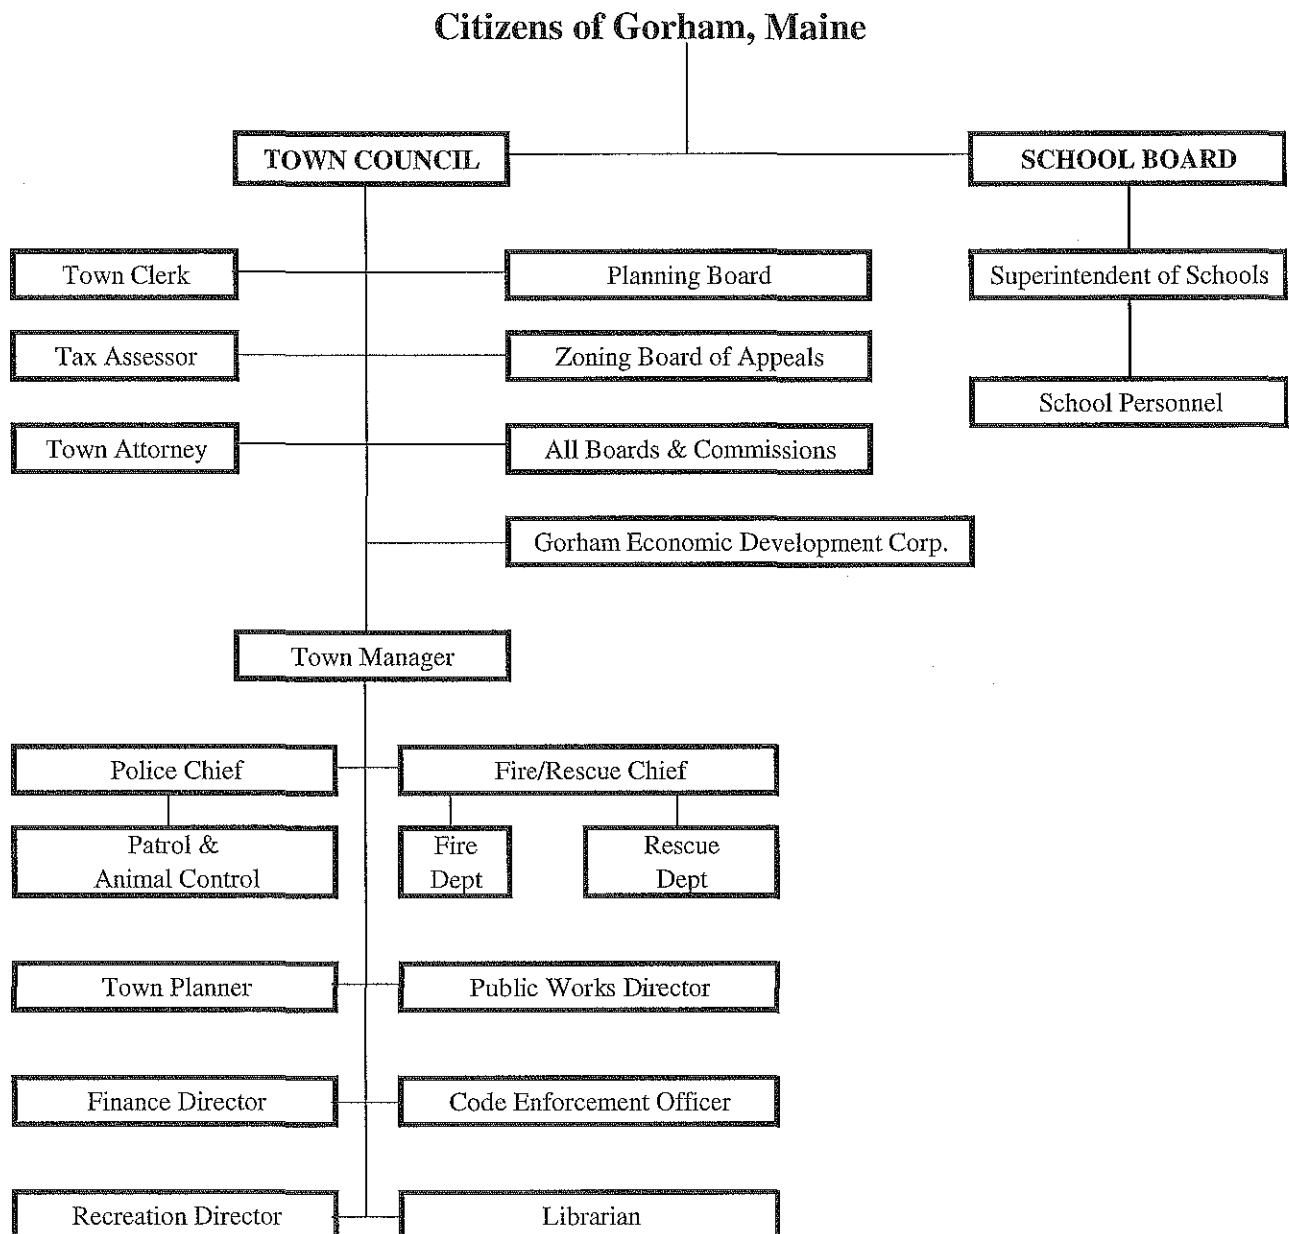 Citizens of Gorham, Maine
TOWN COUNCIL
SCHOOL BOARD
Town Clerk
Planning Board
Superintendent of Schools
Tax Assessor
Zoning Board of Appeals
School Personnel
Town Attorney
All Boards & Commissions
Gorham Economic Development Corp.
Town Manager
Police Chief
Fire/Rescue Chief
Patrol &
Animal Control
Fire
Dept
Rescue
Dept
Town Planner
Public Works Director
Finance Director
Code Enforcement Officer
Recreation Director
Librarian